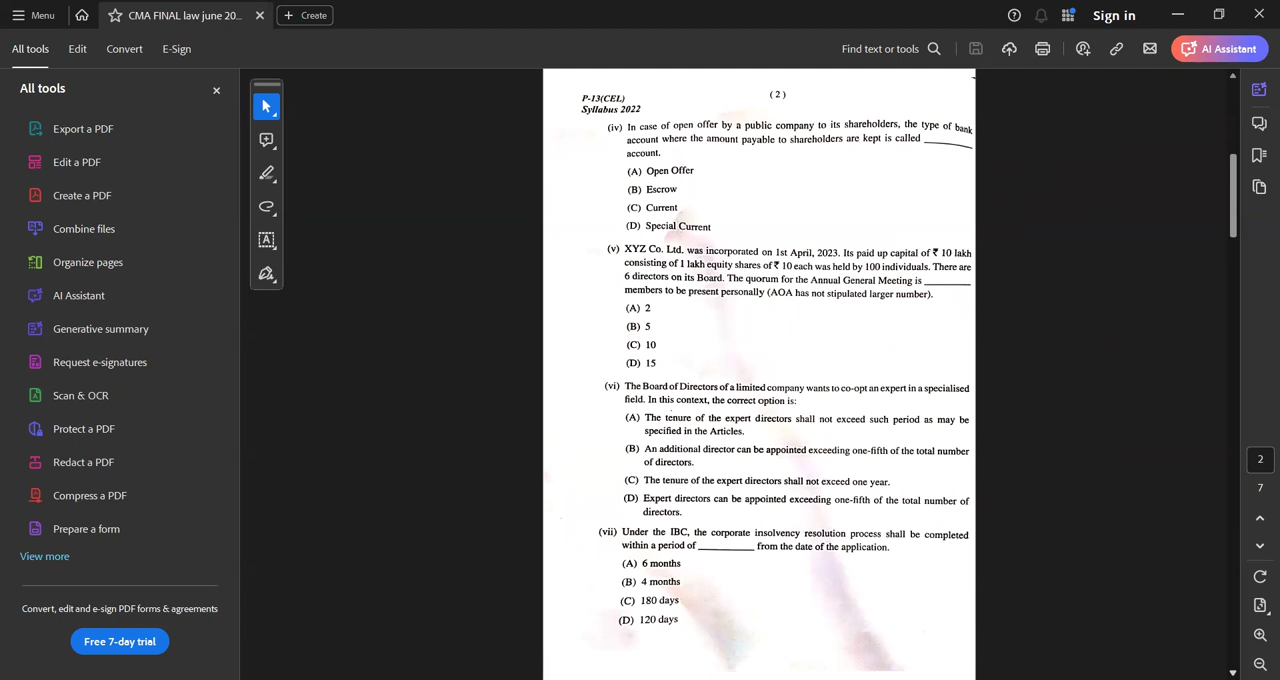 Menu
CMA FINAL law june 20...
Create
Sign in
All tools
Edit
Convert
E-Sign
Find text or tools
AI Assistant
All tools
Export a PDF
Edit a PDF
Create a PDF
Combine files
Organize pages
AI Assistant
Generative summary
Request e-signatures
Scan & OCR
Protect a PDF
Redact a PDF
Compress a PDF
Prepare a form
View more
Convert, edit and e-sign PDF forms & agreements
Free 7-day trial
( 2 )
P-13(CEL)
Syllabus 2022
(iv) In case of open offer by a public company to its shareholders, the type of bank
account where the amount payable to shareholders are kept is called ________
account.
(A) Open Offer
(B) Escrow
(C) Current
(D) Special Current
(v) XYZ Co. Ltd. was incorporated on 1st April, 2023. Its paid up capital of ₹ 10 lakh
consisting of 1 lakh equity shares of ₹ 10 each was held by 100 individuals. There are
6 directors on its Board. The quorum for the Annual General Meeting is ________
members to be present personally (AOA has not stipulated larger number).
(A) 2
(B) 5
(C) 10
(D) 15
(vi) The Board of Directors of a limited company wants to co-opt an expert in a specialised
field. In this context, the correct option is:
(A) The tenure of the expert directors shall not exceed such period as may be
specified in the Articles.
(B) An additional director can be appointed exceeding one-fifth of the total number
of directors.
(C) The tenure of the expert directors shall not exceed one year.
(D) Expert directors can be appointed exceeding one-fifth of the total number of
directors.
(vii) Under the IBC, the corporate insolvency resolution process shall be completed
within a period of _________ from the date of the application.
(A) 6 months
(B) 4 months
(C) 180 days
(D) 120 days
2
7